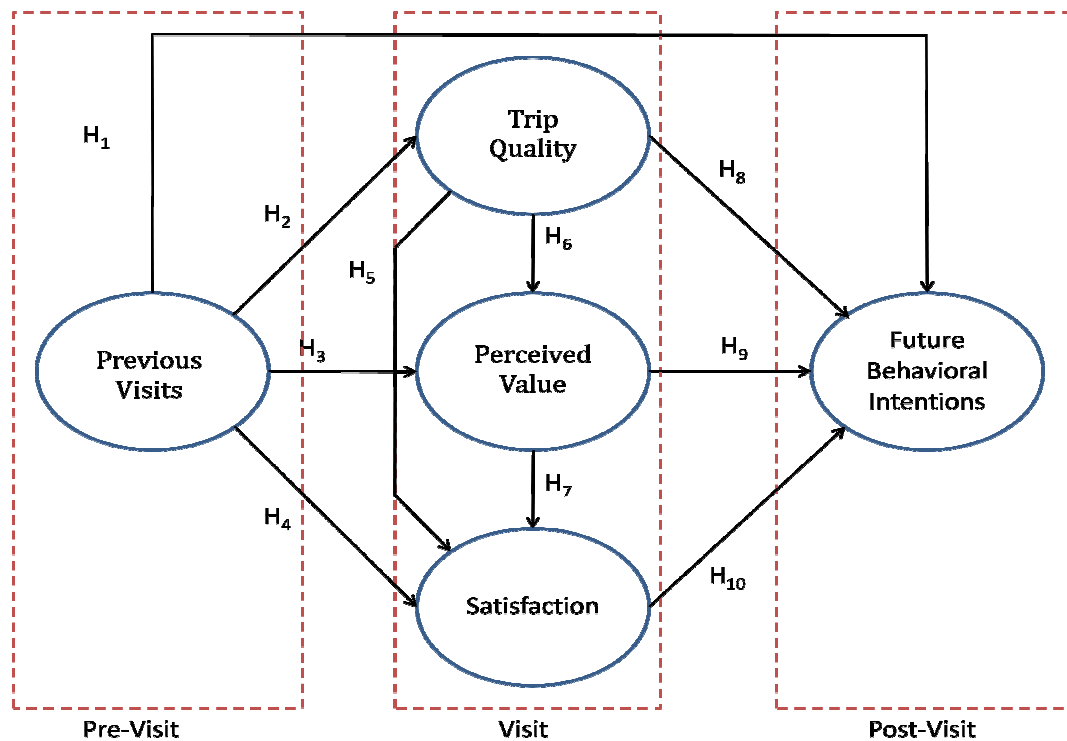 Trip
Quality
H₁
H₈
H₂
H₆
H₅
Previous
Visits
H₃
Perceived
Value
H₉
Future
Behavioral
Intentions
H₇
H₄
H₁₀
Satisfaction
Pre-Visit
Visit
Post-Visit